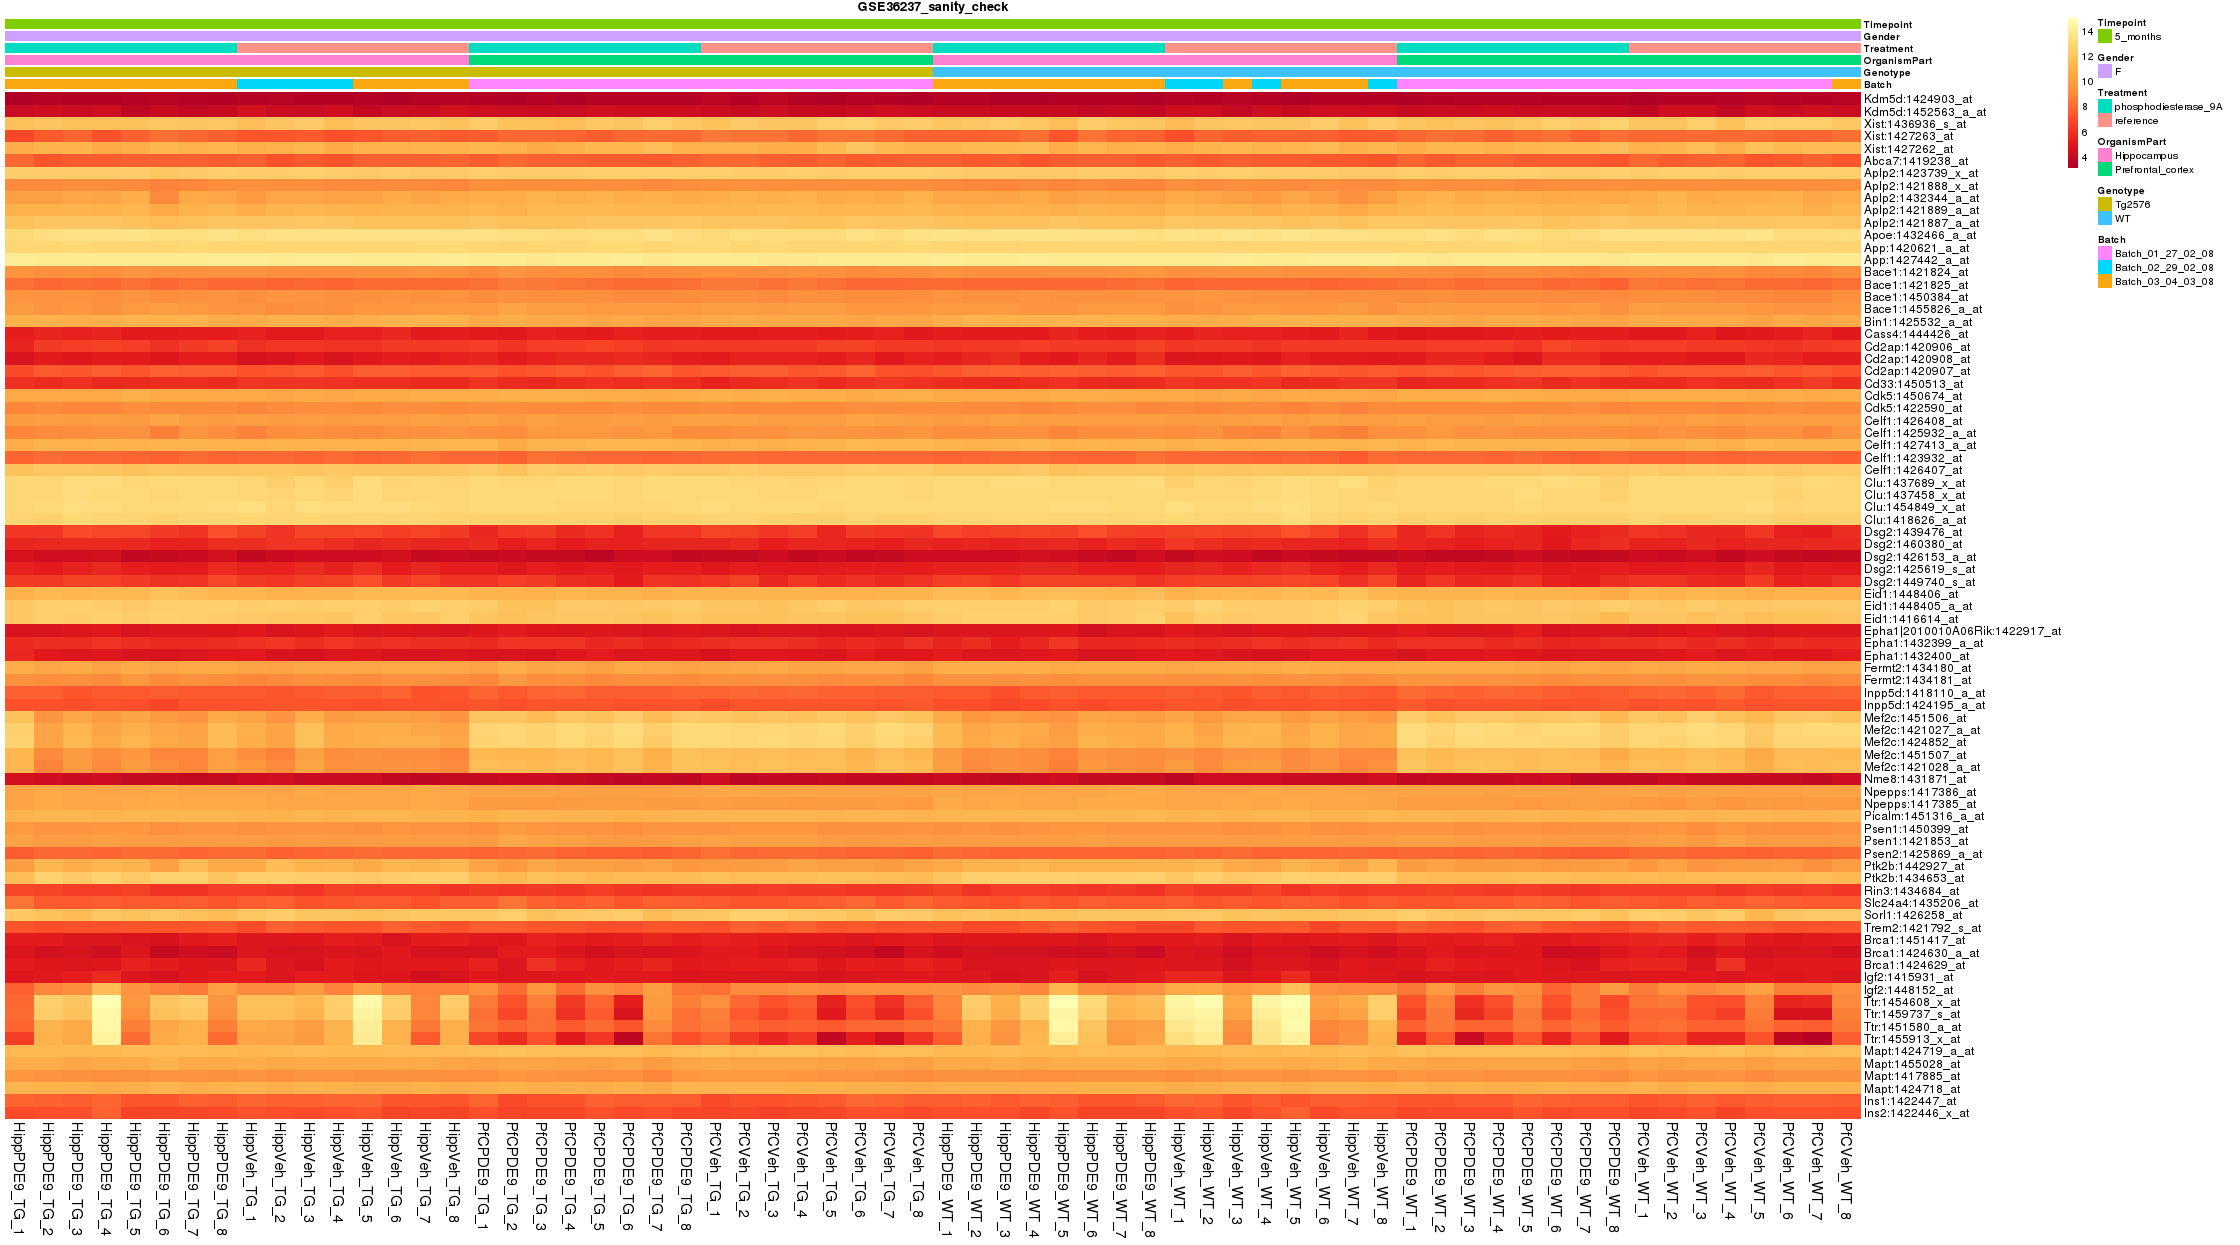 GSE36237_sanity_check
Timepoint
Gender
Treatment
OrganismPart
Genotype
Batch
Kdm5d:1424903_at
Kdm5d:1452563_a_at
Xist:1436936_s_at
Xist:1427263_at
Xist:1427262_at
Abca7:1419238_at
Aplp2:1423739_x_at
Aplp2:1421888_x_at
Aplp2:1432344_a_at
Aplp2:1421889_a_at
Aplp2:1421887_a_at
Apoe:1432466_a_at
App:1420621_a_at
App:1427442_a_at
Bace1:1421824_at
Bace1:1421825_at
Bace1:1450384_at
Bace1:1455826_a_at
Bin1:1425532_a_at
Cass4:1444426_at
Cd2ap:1420906_at
Cd2ap:1420908_at
Cd2ap:1420907_at
Cd33:1450513_at
Cdk5:1450674_at
Cdk5:1422590_at
Celf1:1426408_at
Celf1:1425932_a_at
Celf1:1427413_a_at
Celf1:1423932_at
Celf1:1426407_at
Clu:1437689_x_at
Clu:1437458_x_at
Clu:1454849_x_at
Clu:1418626_a_at
Dsg2:1439476_at
Dsg2:1460380_at
Dsg2:1426153_a_at
Dsg2:1425619_s_at
Dsg2:1449740_s_at
Eid1:1448406_at
Eid1:1448405_a_at
Eid1:1416614_at
Epha1|2010010A06Rik:1422917_at
Epha1:1432399_a_at
Epha1:1432400_at
Fermt2:1434180_at
Fermt2:1434181_at
Inpp5d:1418110_a_at
Inpp5d:1424195_a_at
Mef2c:1451506_at
Mef2c:1421027_a_at
Mef2c:1424852_at
Mef2c:1451507_at
Mef2c:1421028_a_at
Nme8:1431871_at
Npepps:1417386_at
Npepps:1417385_at
Picalm:1451316_a_at
Psen1:1450399_at
Psen1:1421853_at
Psen2:1425869_a_at
Ptk2b:1442927_at
Ptk2b:1434653_at
Rin3:1434684_at
Slc24a4:1435206_at
Sorl1:1426258_at
Trem2:1421792_s_at
Brca1:1451417_at
Brca1:1424630_a_at
Brca1:1424629_at
Igf2:1415931_at
Igf2:1448152_at
Ttr:1454608_x_at
Ttr:1459737_s_at
Ttr:1451580_a_at
Ttr:1455913_x_at
Mapt:1424719_a_at
Mapt:1455028_at
Mapt:1417885_at
Mapt:1424718_at
Ins1:1422447_at
Ins2:1422446_x_at
HippPDE9_TG_1
HippPDE9_TG_2
HippPDE9_TG_3
HippPDE9_TG_4
HippPDE9_TG_5
HippPDE9_TG_6
HippPDE9_TG_7
HippPDE9_TG_8
HippVeh_TG_1
HippVeh_TG_2
HippVeh_TG_3
HippVeh_TG_4
HippVeh_TG_5
HippVeh_TG_6
HippVeh_TG_7
HippVeh_TG_8
PfCPDE9_TG_1
PfCPDE9_TG_2
PfCPDE9_TG_3
PfCPDE9_TG_4
PfCPDE9_TG_5
PfCPDE9_TG_6
PfCPDE9_TG_7
PfCPDE9_TG_8
PfCVeh_TG_1
PfCVeh_TG_2
PfCVeh_TG_3
PfCVeh_TG_4
PfCVeh_TG_5
PfCVeh_TG_6
PfCVeh_TG_7
PfCVeh_TG_8
HippPDE9_WT_1
HippPDE9_WT_2
HippPDE9_WT_3
HippPDE9_WT_4
HippPDE9_WT_5
HippPDE9_WT_6
HippPDE9_WT_7
HippPDE9_WT_8
HippVeh_WT_1
HippVeh_WT_2
HippVeh_WT_3
HippVeh_WT_4
HippVeh_WT_5
HippVeh_WT_6
HippVeh_WT_7
HippVeh_WT_8
PfCPDE9_WT_1
PfCPDE9_WT_2
PfCPDE9_WT_3
PfCPDE9_WT_4
PfCPDE9_WT_5
PfCPDE9_WT_6
PfCPDE9_WT_7
PfCPDE9_WT_8
PfCVeh_WT_1
PfCVeh_WT_2
PfCVeh_WT_3
PfCVeh_WT_4
PfCVeh_WT_5
PfCVeh_WT_6
PfCVeh_WT_7
PfCVeh_WT_8
14
12
10
8
6
4
Timepoint
5_months
Gender
F
Treatment
phosphodiesterase_9A
reference
OrganismPart
Hippocampus
Prefrontal_cortex
Genotype
Tg2576
WT
Batch
Batch_01_27_02_08
Batch_02_29_02_08
Batch_03_04_03_08